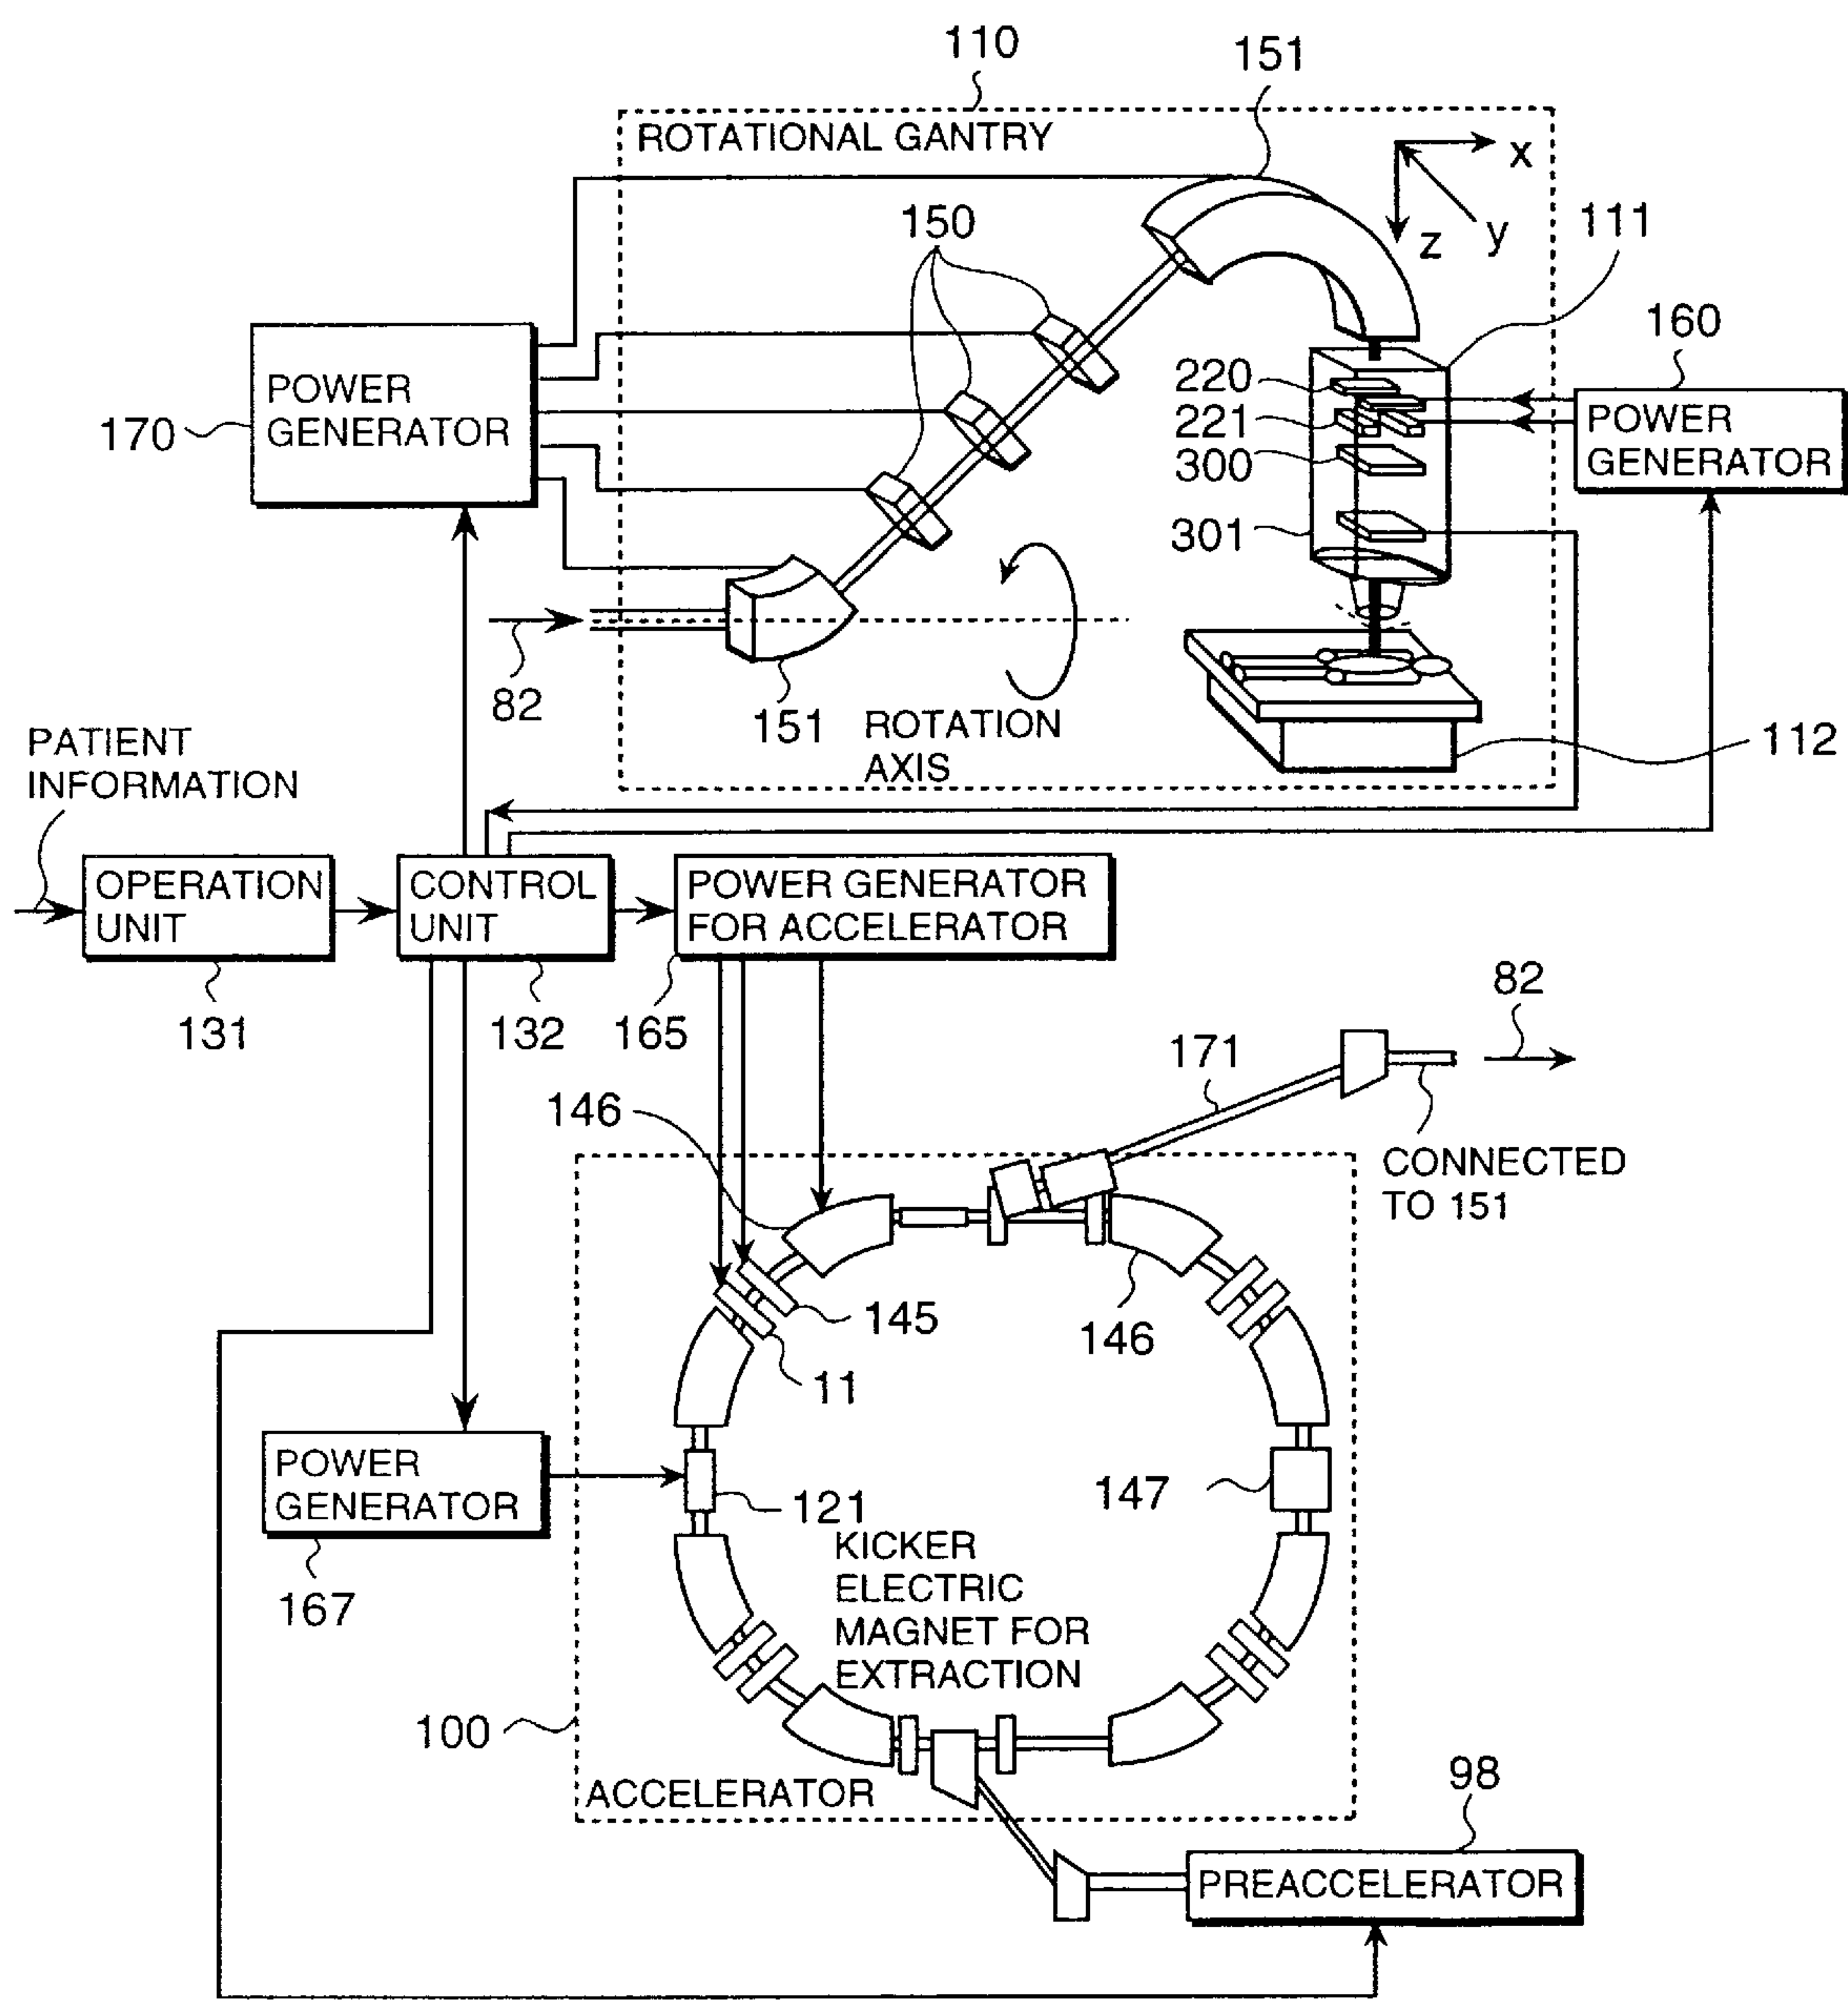 110
151
ROTATIONAL GANTRY
x
150
z
y
111
160
220
POWER
GENERATOR
170
221
POWER
GENERATOR
300
301
82
151
ROTATION
AXIS
112
PATIENT
INFORMATION
OPERATION
UNIT
CONTROL
UNIT
POWER GENERATOR
FOR ACCELERATOR
131
132
165
82
171
146
CONNECTED
TO 151
145
146
11
POWER
GENERATOR
121
147
KICKER
ELECTRIC
MAGNET FOR
EXTRACTION
167
100
ACCELERATOR
98
PREACCELERATOR